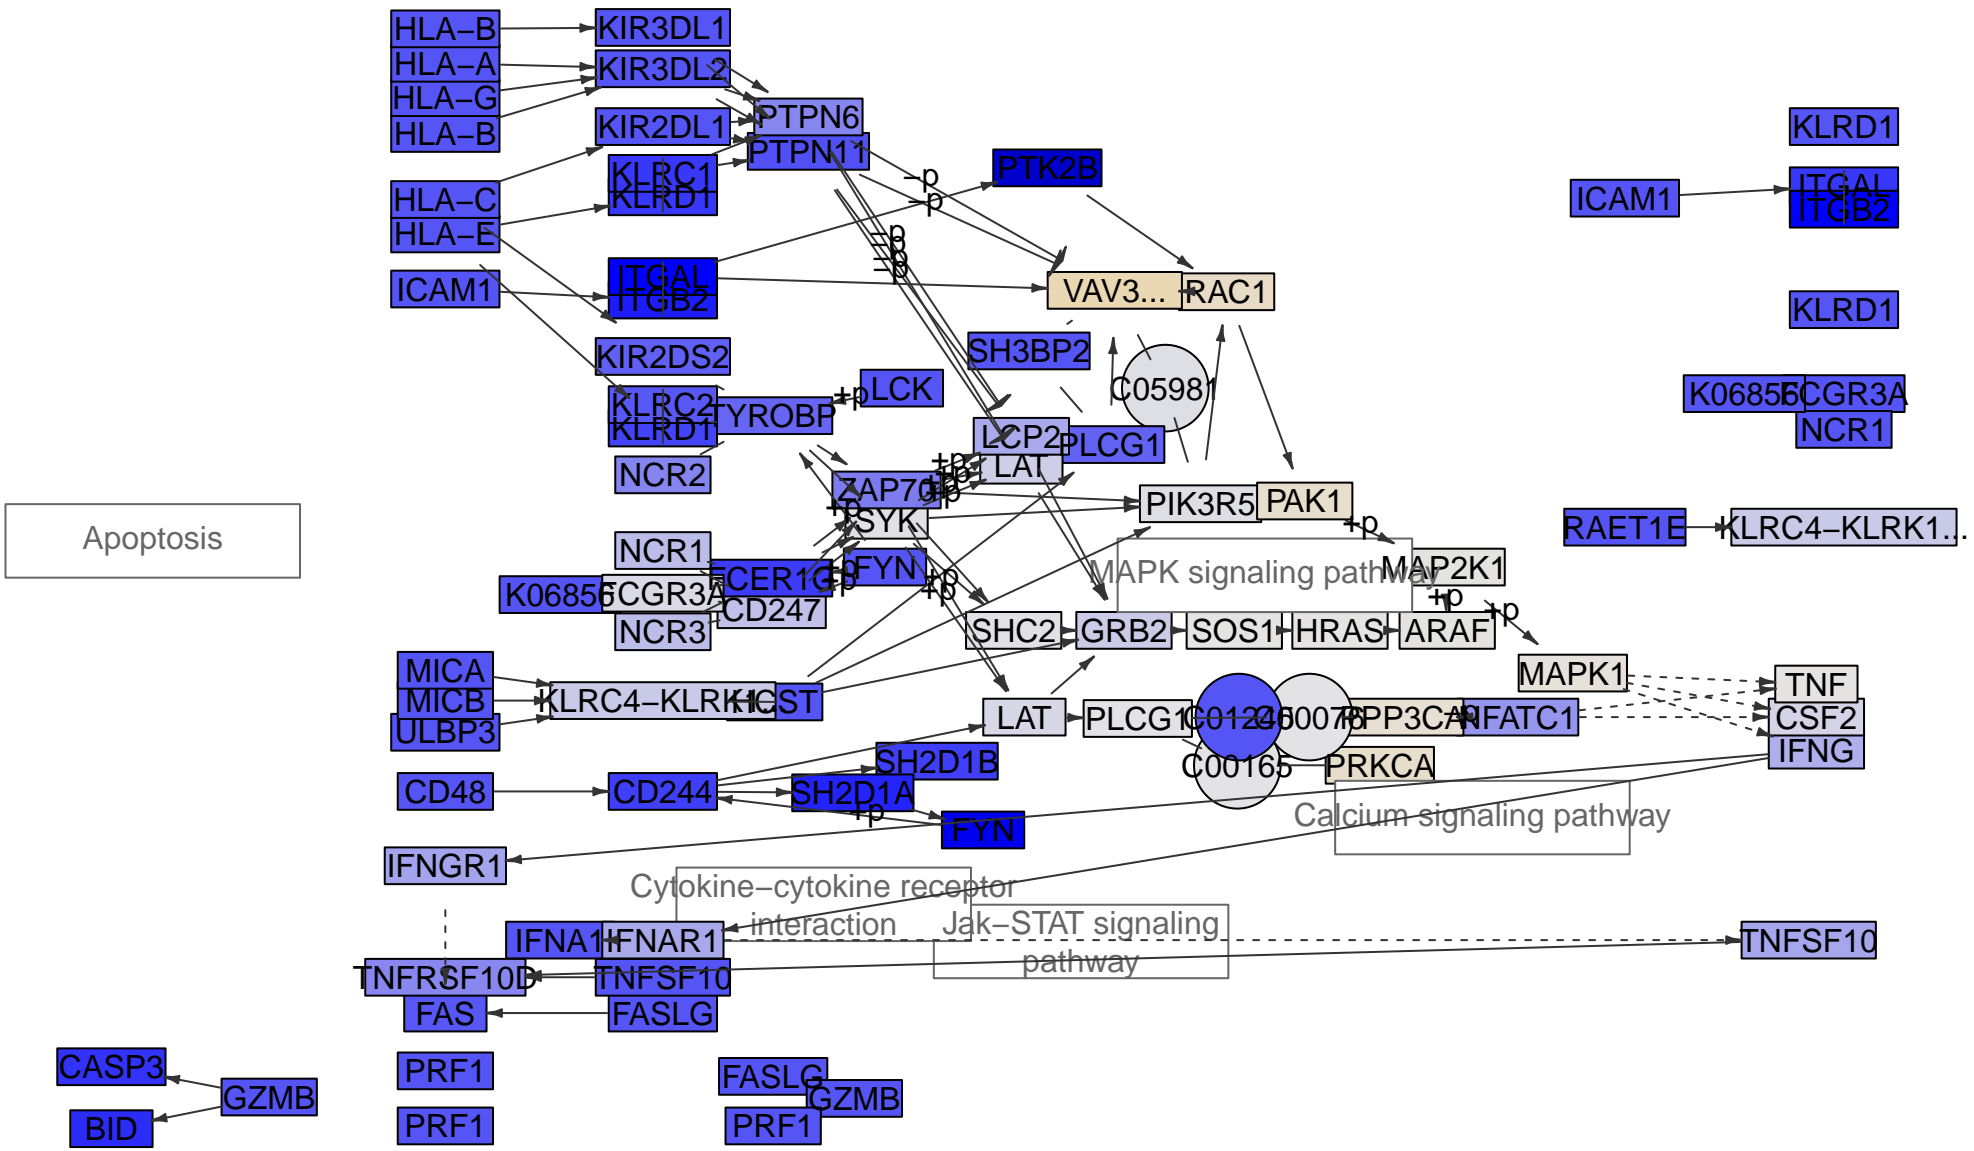 HLA−B
KIR3DL1
HLA−A
KIR3DL2
HLA−G
HLA−B
PTPN6
KIR2DL1
PTPN11
KLRD1
KLRC1
KLRD1
PTK2B
−p
−p
HLA−C
HLA−E
ICAM1
ITGAL
ITGB2
−p
−p
−p
−p
ICAM1
ITGAL
ITGB2
VAV3...
RAC1
KLRD1
KIR2DS2
SH3BP2
C05981
LCK
+p
KLRC2
KLRD1
TYROBP
K06856
FCGR3A
NCR1
LCP2
PLCG1
LAT
NCR2
+p
+p
+p
ZAP70
+p
SYK
PIK3R5
PAK1
+p
RAET1E
KLRC4−KLRK1...
Apoptosis
NCR1
FYN
MAPK signaling pathway
MAP2K1
K06856
FCGR3A
FCER1G
CD247
+p
+p
+p
+p
+p
+p
NCR3
SHC2
GRB2
SOS1
HRAS
ARAF
MICA
MICB
ULBP3
KLRC4−KLRK1...
HCST
MAPK1
TNF
CSF2
IFNG
LAT
PLCG1
C01245
C00076
PPP3CA
−p
NFATC1
C00165
PRKCA
CD48
CD244
SH2D1B
SH2D1A
+p
FYN
Calcium signaling pathway
IFNGR1
Cytokine−cytokine receptor
interaction
Jak−STAT signaling
pathway
IFNA1
IFNAR1
TNFSF10
TNFRSF10D
TNFSF10
FAS
FASLG
CASP3
GZMB
BID
PRF1
PRF1
FASLG
GZMB
PRF1